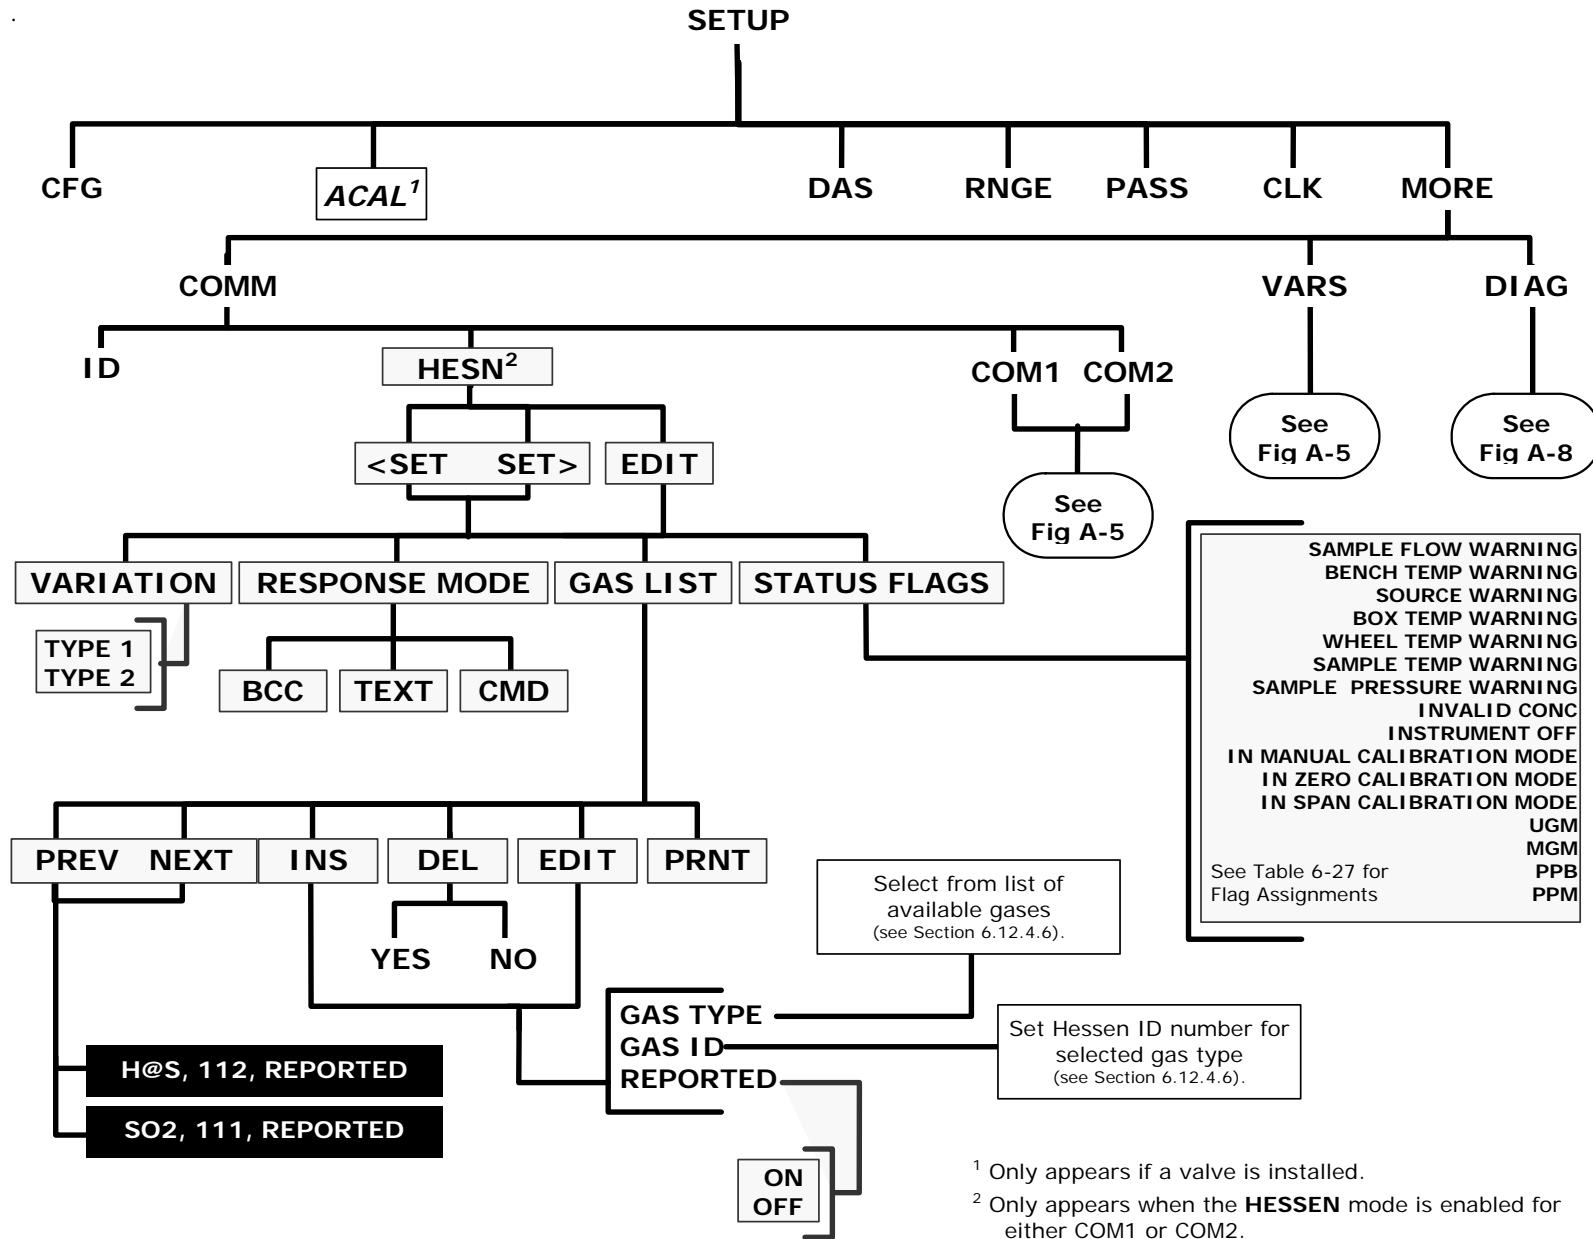 .
SETUP
CFG
ACAL¹
DAS
RNGE
PASS
CLK
MORE
COMM
VARS
DIAG
ID
HESN²
COM1
COM2
See
Fig A-5
See
Fig A-8
<SET SET>
EDIT
See
Fig A-5
VARIATION
RESPONSE MODE
GAS LIST
STATUS FLAGS
TYPE 1
TYPE 2
BCC
TEXT
CMD
SAMPLE FLOW WARNING
BENCH TEMP WARNING
SOURCE WARNING
BOX TEMP WARNING
WHEEL TEMP WARNING
SAMPLE TEMP WARNING
SAMPLE PRESSURE WARNING
INVALID CONC
INSTRUMENT OFF
IN MANUAL CALIBRATION MODE
IN ZERO CALIBRATION MODE
IN SPAN CALIBRATION MODE
UGM
MGM
See Table 6-27 for PPB
Flag Assignments PPM
PREV NEXT
INS
DEL
EDIT
PRNT
YES
NO
Select from list of
available gases
(see Section 6.12.4.6).
GAS TYPE
GAS ID
REPORTED
Set Hessen ID number for
selected gas type
(see Section 6.12.4.6).
H@S, 112, REPORTED
SO2, 111, REPORTED
ON
OFF
¹ Only appears if a valve is installed.
² Only appears when the HESSEN mode is enabled for
either COM1 or COM2.